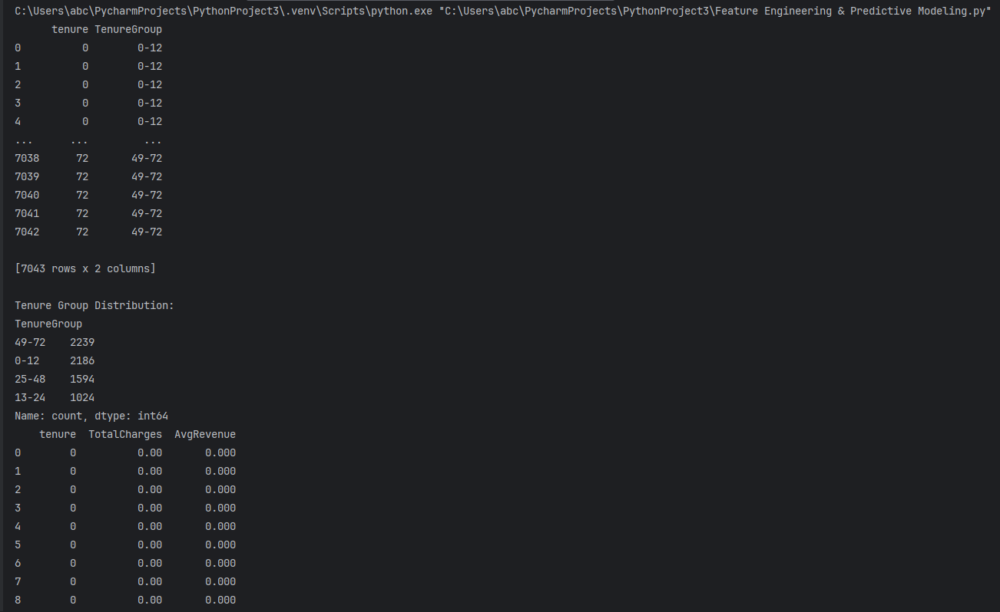 C:\Users\abc\PycharmProjects\PythonProject3\.venv\Scripts\python.exe "C:\Users\abc\PycharmProjects\PythonProject3\Feature Engineering & Predictive Modeling.py"
      tenure TenureGroup
0          0        0-12
1          0        0-12
2          0        0-12
3          0        0-12
4          0        0-12
...      ...         ...
7038      72       49-72
7039      72       49-72
7040      72       49-72
7041      72       49-72
7042      72       49-72

[7043 rows x 2 columns]

Tenure Group Distribution:
TenureGroup
49-72    2239
0-12     2186
25-48    1594
13-24    1024
Name: count, dtype: int64
    tenure  TotalCharges  AvgRevenue
0        0          0.00       0.000
1        0          0.00       0.000
2        0          0.00       0.000
3        0          0.00       0.000
4        0          0.00       0.000
5        0          0.00       0.000
6        0          0.00       0.000
7        0          0.00       0.000
8        0          0.00       0.000